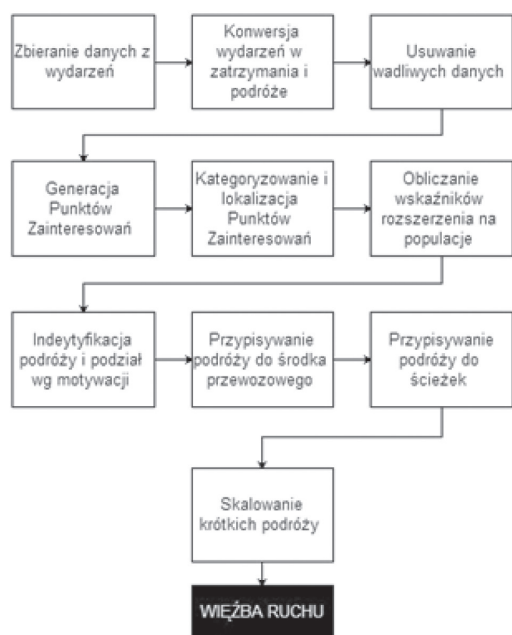 Zbieranie danych z
wydarzeń
Konwersja
wydarzeń w
zatrzymania i
podróże
Usuwanie
wadliwych danych
Generacja
Punktów
Zainteresowań
Kategoryzowanie i
lokalizacja
Punktów
Zainteresowań
Obliczanie
wskaźników
rozszerzenia na
populacje
Indeytyfikacja
podróży i podział
wg motywacji
Przypisywanie
podróży do środka
przewozowego
Przypisywanie
podróży do
ścieżek
Skalowanie
krótkich podróży
WIĘŹBA RUCHU